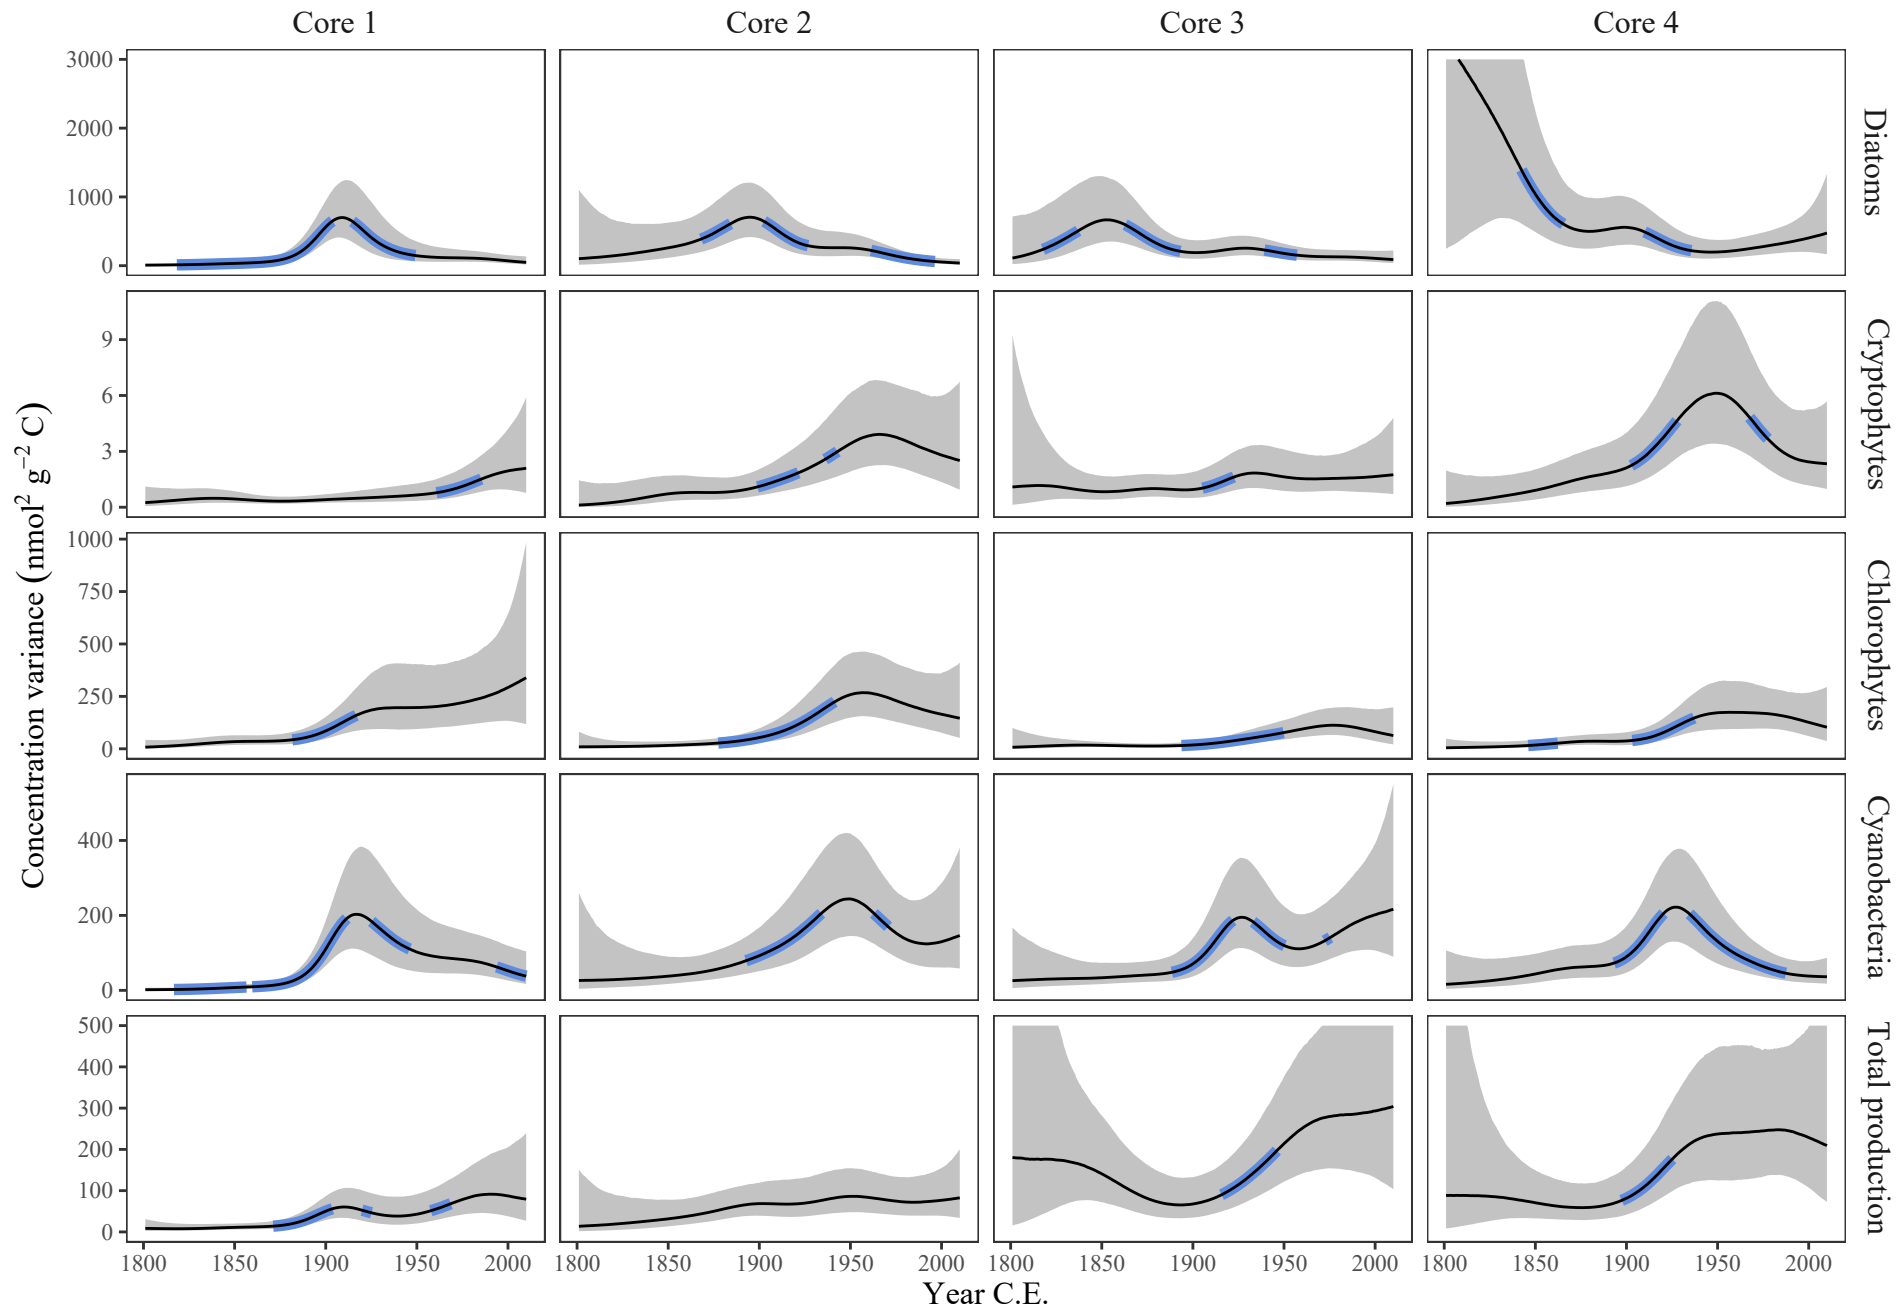 Core 1 Core 2 Core 3 Core 4
3000
2000
1000
0
Diatoms
9
6
3
0
Cryptophytes
1000
750
500
250
0
Chlorophytes
400
200
0
Cyanobacteria
500
400
300
200
100
0
Total production
Concentration variance (nmol² g⁻² C)
1800 1850 1900 1950 2000 1800 1850 1900 1950 2000 1800 1850 1900 1950 2000 1800 1850 1900 1950 2000
Year C.E.